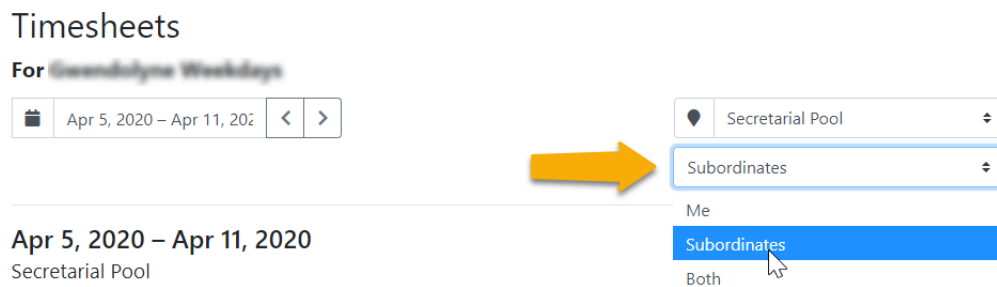 Timesheets
For
Apr 5, 2020 – Apr 11, 202
Secretarial Pool
Subordinates
Me
Subordinates
Both
Apr 5, 2020 – Apr 11, 2020
Secretarial Pool